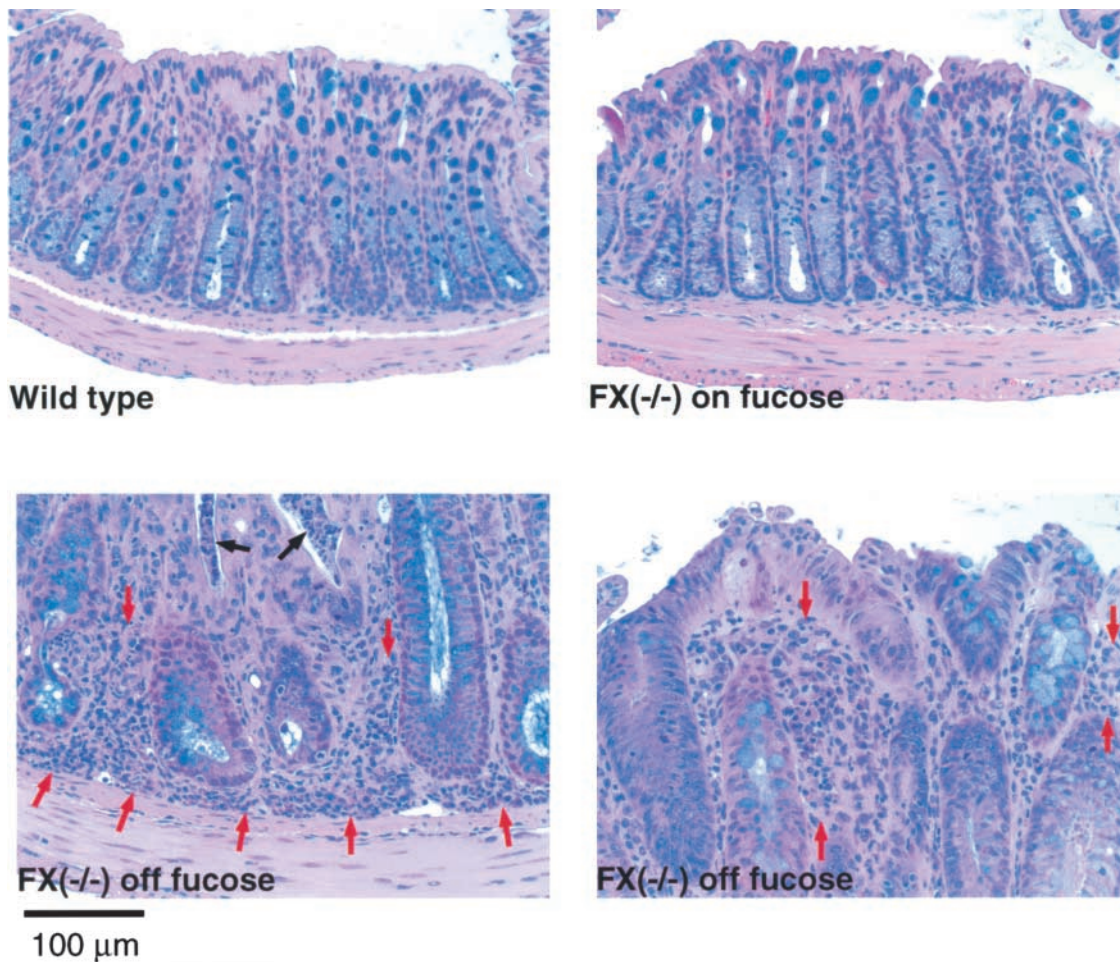 Wild type
FX(-/-) on fucose
FX(-/-) off fucose
FX(-/-) off fucose
100 μm